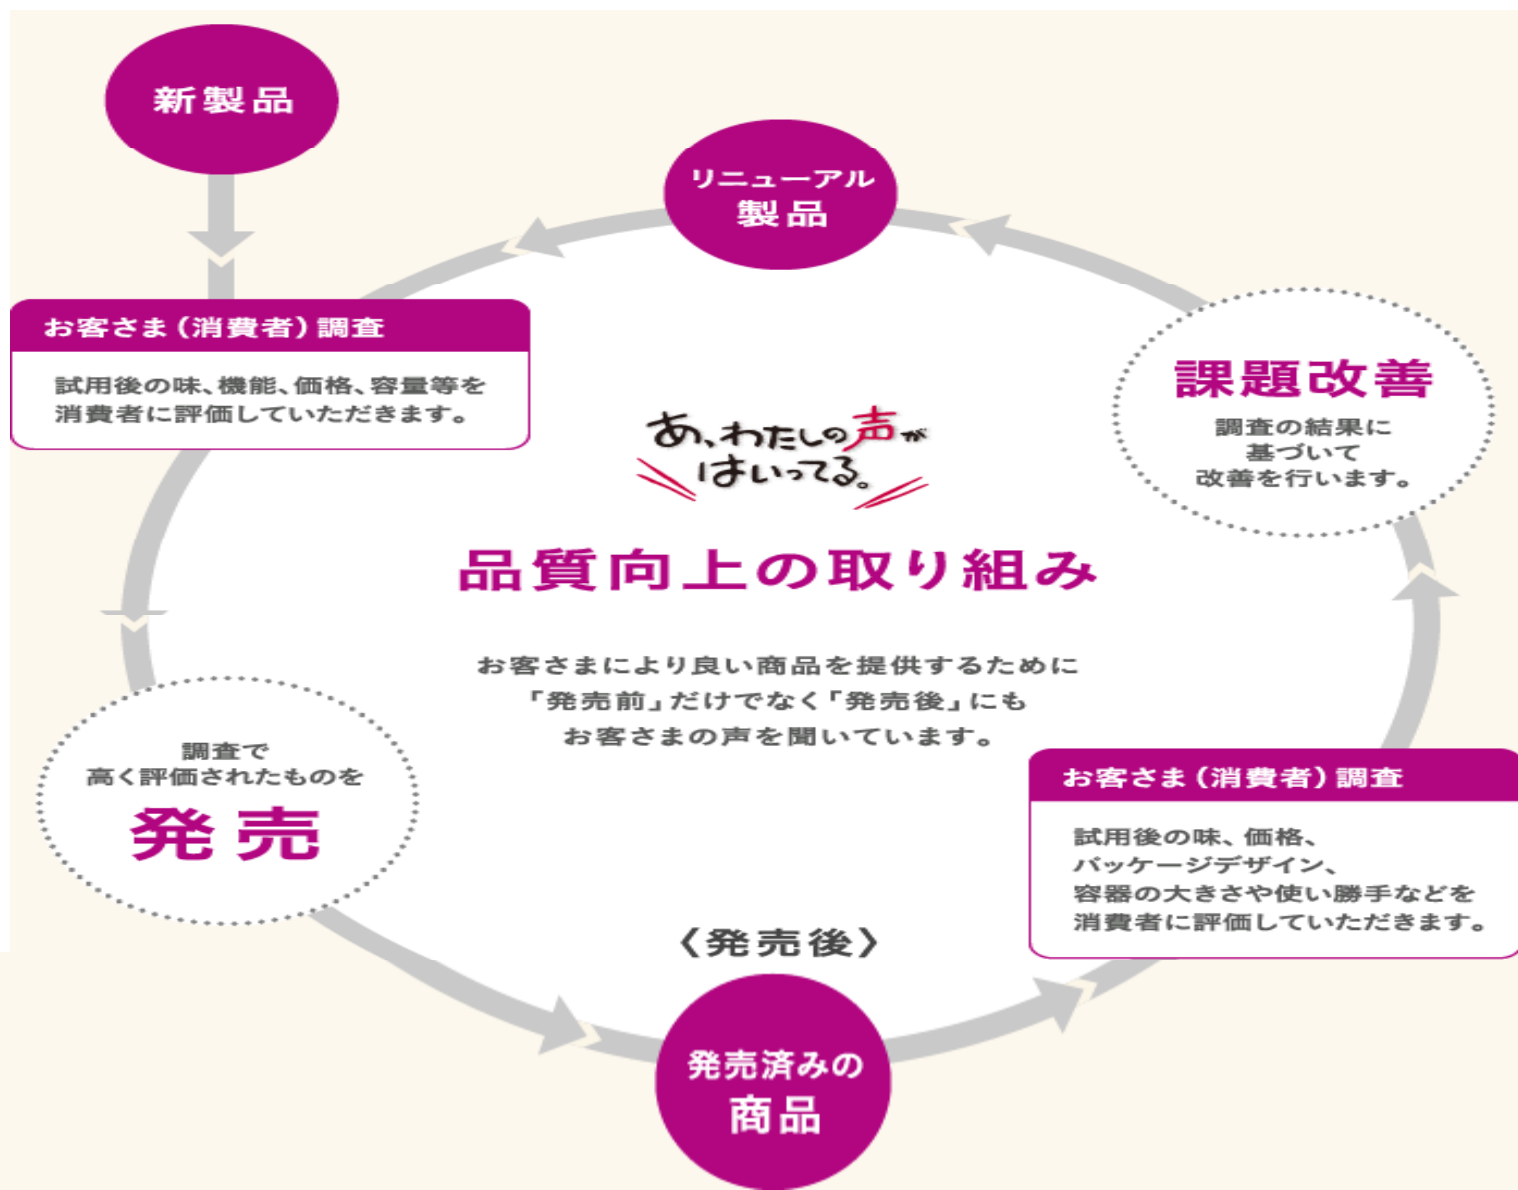 新製品
リニューアル
製品
お客さま（消費者）調査
試用後の味、機能、価格、容量等を
消費者に評価していただきます。
課題改善
調査の結果に
基づいて
改善を行います。
あ、わたしの声が
はいってる。
品質向上の取り組み
お客さまにより良い商品を提供するために
「発売前」だけでなく「発売後」にも
お客さまの声を聞いています。
調査で
高く評価されたものを
発売
お客さま（消費者）調査
試用後の味、価格、
パッケージデザイン、
容器の大きさや使い勝手などを
消費者に評価していただきます。
〈発売後〉
発売済みの
商品